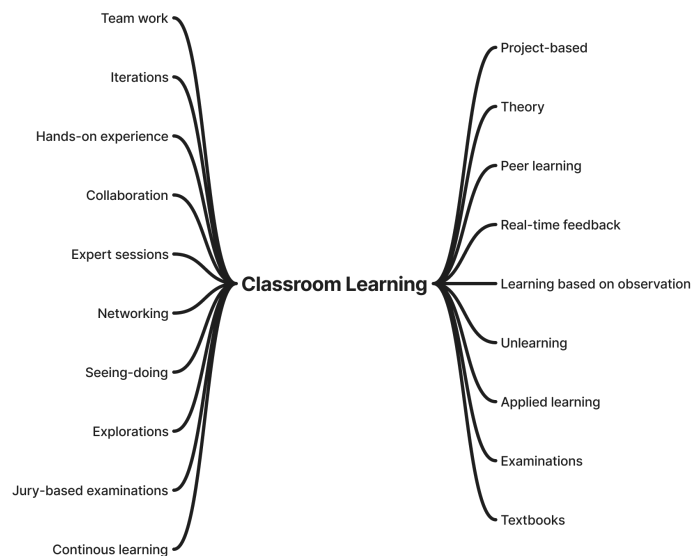 Team work
Iterations
Hands-on experience
Collaboration
Expert sessions
Networking
Seeing-doing
Explorations
Jury-based examinations
Continous learning
Classroom Learning
Project-based
Theory
Peer learning
Real-time feedback
Learning based on observation
Unlearning
Applied learning
Examinations
Textbooks